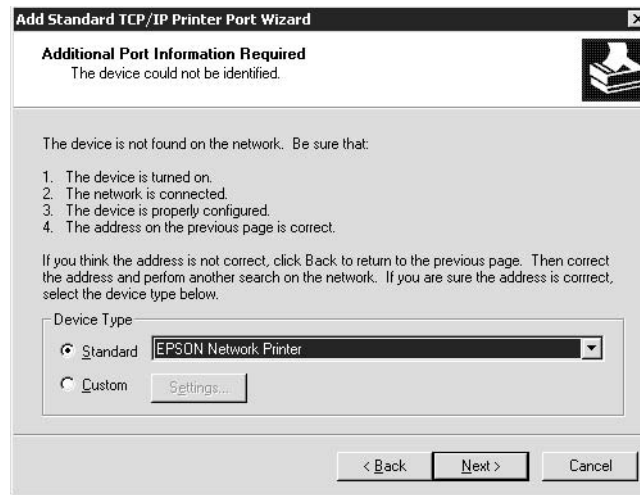 Add Standard TCP/IP Printer Port Wizard
Additional Port Information Required
The device could not be identified.
The device is not found on the network. Be sure that:
1. The device is turned on.
2. The network is connected.
3. The device is properly configured.
4. The address on the previous page is correct.
If you think the address is not correct, click Back to return to the previous page. Then correct
the address and perfom another search on the network. If you are sure the address is corrrect,
select the device type below.
Device Type
Standard EPSON Network Printer
Custom Settings...
< Back Next > Cancel